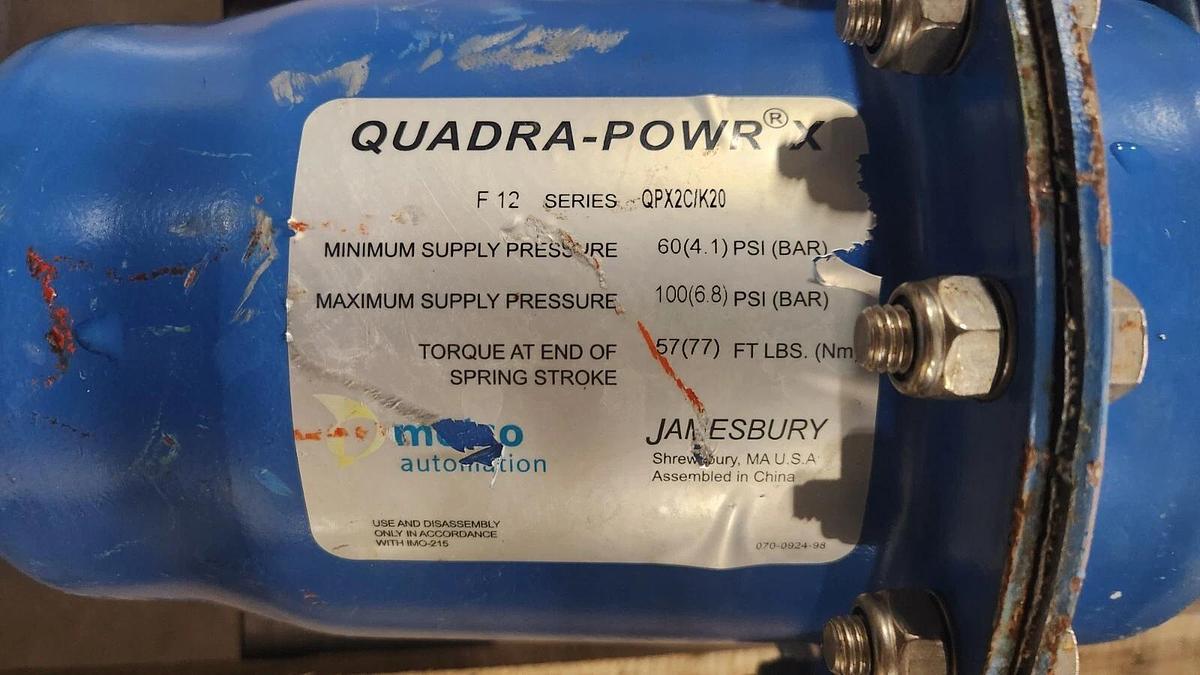 QUADRA-POWR® X
F 12 SERIES QPX2C/K20
MINIMUM SUPPLY PRESSURE 60(4.1) PSI (BAR)
MAXIMUM SUPPLY PRESSURE 100(6.8) PSI (BAR)
TORQUE AT END OF 57(77) FT LBS. (Nm
SPRING STROKE
automation
JAMESBURY
Shrewsbury, MA U.S.A
Assembled in China
USE AND DISASSEMBLY
ONLY IN ACCORDANCE
WITH IMO-215
070-0924-98